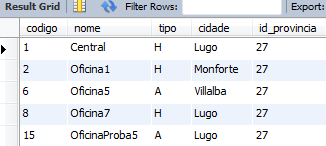 Result Grid Filter Rows: Export:
codigo nome tipo cidade id_provincia
1 Central H Lugo 27
2 Oficina1 H Monforte 27
6 Oficina5 A Villalba 27
8 Oficina7 H Lugo 27
15 OficinaProba5 A Lugo 27